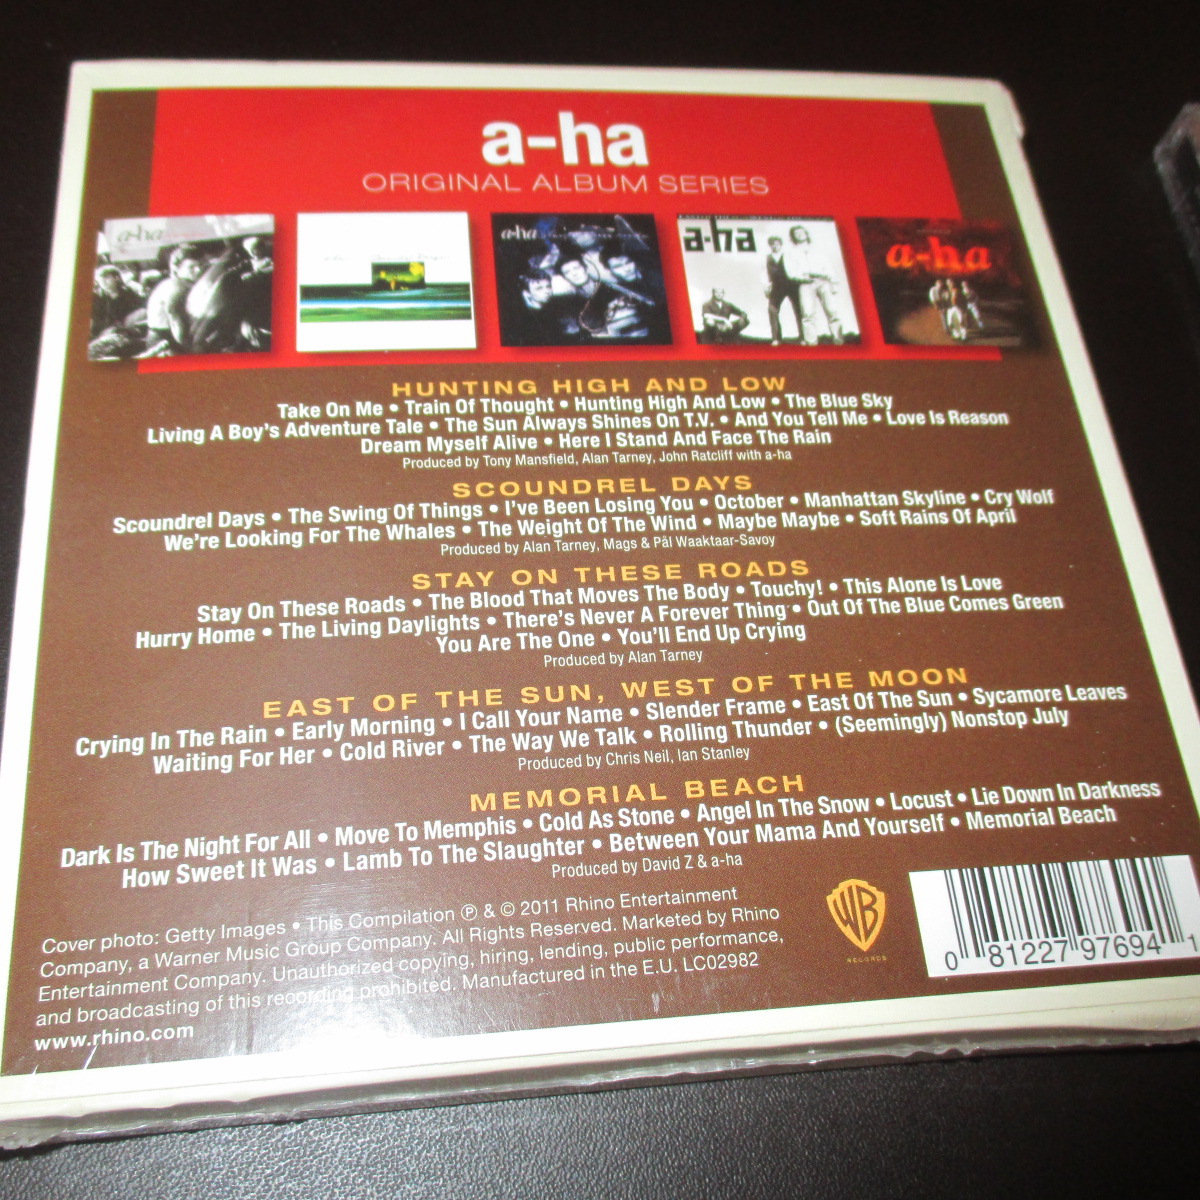 a-ha
ORIGINAL ALBUM SERIES
a-ha
a-ha
a-ha
a-ha
HUNTING HIGH AND LOW
Take On Me • Train Of Thought • Hunting High And Low • The Blue Sky
Living A Boy's Adventure Tale • The Sun Always Shines On T.V. • And You Tell Me • Love Is Reason
Dream Myself Alive • Here I Stand And Face The Rain
Produced by Tony Mansfield, Alan Tarney, John Ratcliff with a-ha
SCOUNDREL DAYS
Scoundrel Days • The Swing Of Things • I've Been Losing You • October • Manhattan Skyline • Cry Wolf
We're Looking For The Whales • The Weight Of The Wind • Maybe Maybe • Soft Rains Of April
Produced by Alan Tarney, Mags & Pål Waaktaar-Savoy
STAY ON THESE ROADS
Stay On These Roads • The Blood That Moves The Body • Touchy! • This Alone Is Love
Hurry Home • The Living Daylights • There's Never A Forever Thing • Out Of The Blue Comes Green
You Are The One • You'll End Up Crying
Produced by Alan Tarney
EAST OF THE SUN, WEST OF THE MOON
Crying In The Rain • Early Morning • I Call Your Name • Slender Frame • East Of The Sun • Sycamore Leaves
Waiting For Her • Cold River • The Way We Talk • Rolling Thunder • (Seemingly) Nonstop July
Produced by Chris Neil, Ian Stanley
MEMORIAL BEACH
Dark Is The Night For All • Move To Memphis • Cold As Stone • Angel In The Snow • Locust • Lie Down In Darkness
How Sweet It Was • Lamb To The Slaughter • Between Your Mama And Yourself • Memorial Beach
Produced by David Z & a-ha
Cover photo: Getty Images • This Compilation ℗ & © 2011 Rhino Entertainment
Company, a Warner Music Group Company. All Rights Reserved. Marketed by Rhino
Entertainment Company. Unauthorized copying, hiring, lending, public performance,
and broadcasting of this recording prohibited. Manufactured in the E.U. LC02982
www.rhino.com
WB
RECORDS
0 81227 97694 1